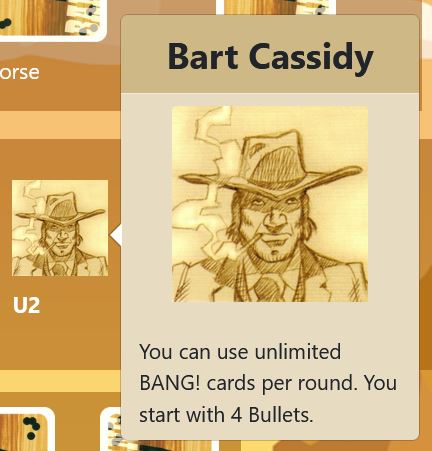 Bart Cassidy
orse
U2
You can use unlimited
BANG! cards per round. You
start with 4 Bullets.